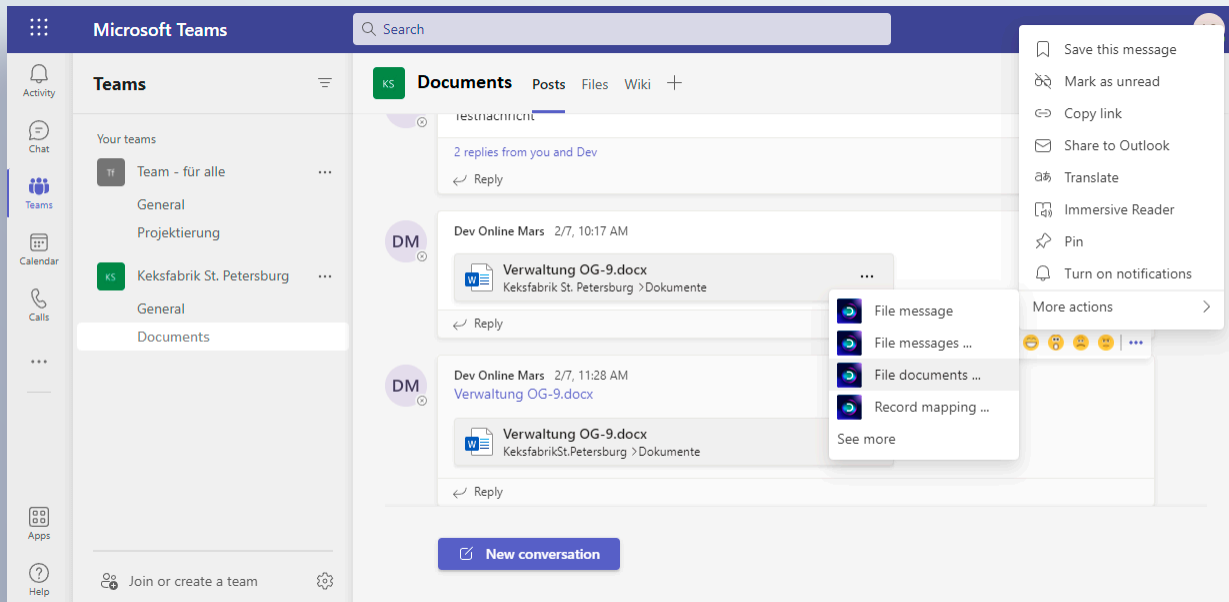 Microsoft Teams
Search
Activity
Chat
Teams
Calendar
Calls
Apps
Help
Teams
Your teams
Tf
Team - für alle
General
Projektierung
KS
Keksfabrik St. Petersburg
General
Documents
Join or create a team
KS
Documents
Posts
Files
Wiki
Testnachricht
2 replies from you and Dev
Reply
DM
Dev Online Mars 2/7, 10:17 AM
Verwaltung OG-9.docx
Keksfabrik St. Petersburg >Dokumente
Reply
DM
Dev Online Mars 2/7, 11:28 AM
Verwaltung OG-9.docx
Verwaltung OG-9.docx
KeksfabrikSt.Petersburg >Dokumente
Reply
New conversation
Save this message
Mark as unread
Copy link
Share to Outlook
Translate
Immersive Reader
Pin
Turn on notifications
More actions
File message
File messages ...
File documents ...
Record mapping ...
See more